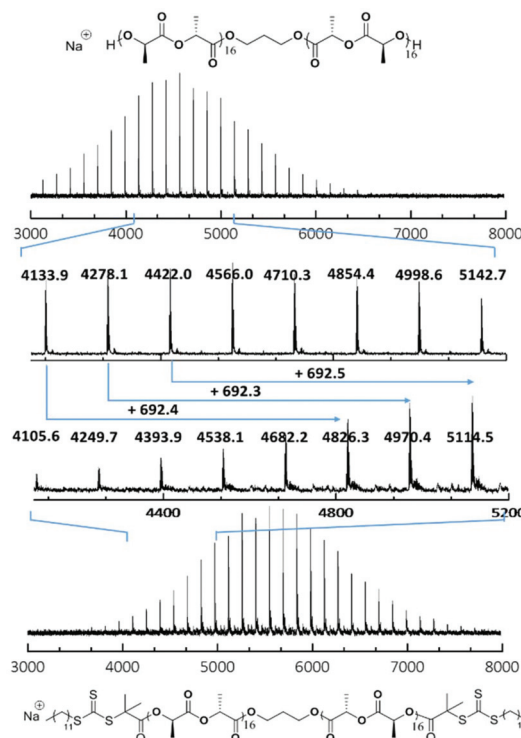 Na⊕ H(O O O O)16 O O (O O O O)16 H
3000 4000 5000 6000 7000 8000
4133.9 4278.1 4422.0 4566.0 4710.3 4854.4 4998.6 5142.7
+ 692.5
+ 692.3
+ 692.4
4105.6 4249.7 4393.9 4538.1 4682.2 4826.3 4970.4 5114.5
4400 4800 5200
3000 4000 5000 6000 7000 8000
Na⊕ ( )11 S S S (O O O O)16 O O (O O O O)16 S S S